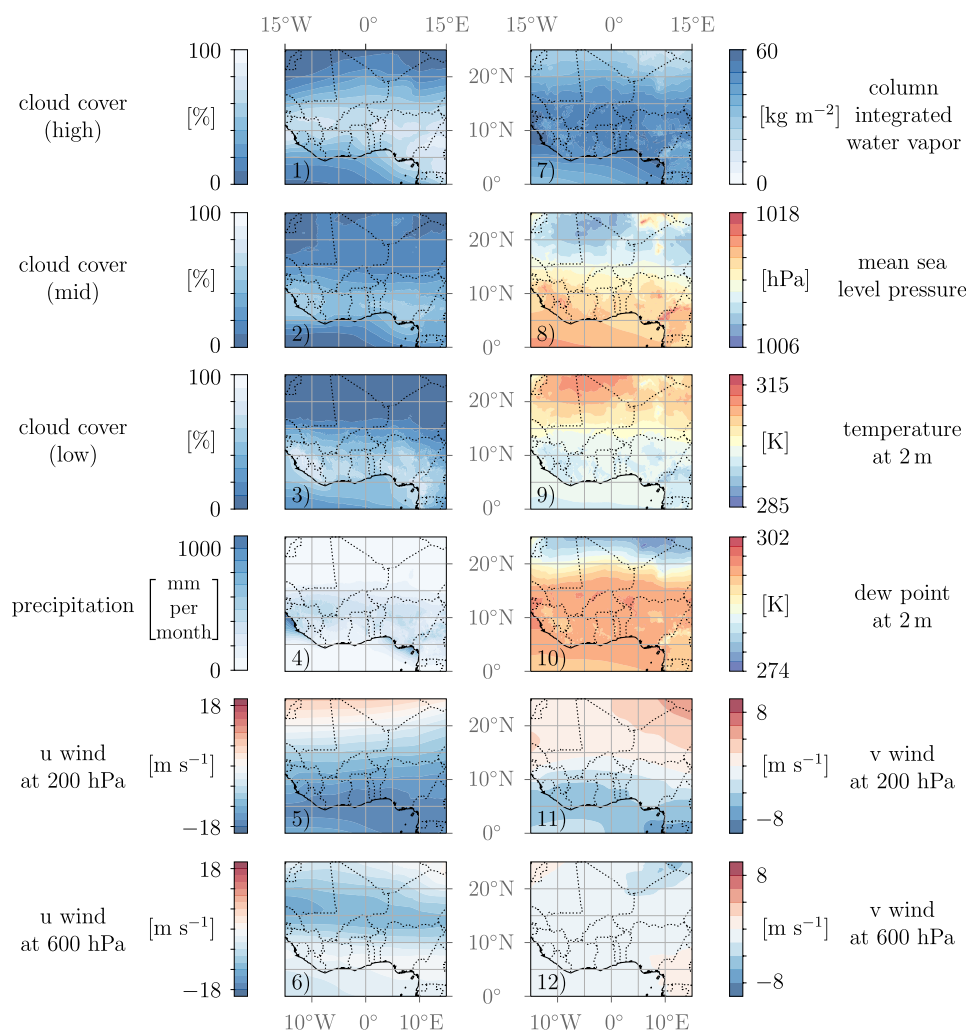 15°W 0° 15°E 15°W 0° 15°E
100
cloud cover
(high)
[%]
0
1)
20°N
10°N
0°
7)
60
[kg m⁻²]
0
column
integrated
water vapor
100
cloud cover
(mid)
[%]
0
2)
20°N
10°N
0°
8)
1018
[hPa]
1006
mean sea
level pressure
100
cloud cover
(low)
[%]
0
3)
20°N
10°N
0°
9)
315
[K]
285
temperature
at 2 m
1000
precipitation
mm
per
month
0
4)
20°N
10°N
0°
10)
302
[K]
274
dew point
at 2 m
18
u wind
at 200 hPa
[m s⁻¹]
−18
5)
20°N
10°N
0°
11)
8
[m s⁻¹]
−8
v wind
at 200 hPa
18
u wind
at 600 hPa
[m s⁻¹]
−18
6)
20°N
10°N
0°
12)
8
[m s⁻¹]
−8
v wind
at 600 hPa
10°W 0° 10°E 10°W 0° 10°E